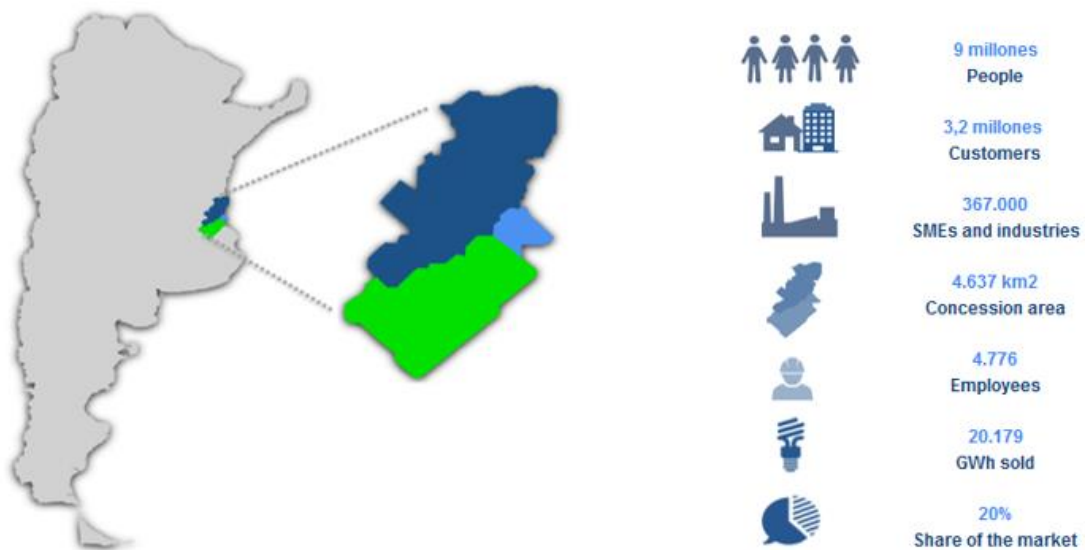 9 millones
People
3,2 millones
Customers
367.000
SMEs and industries
4.637 km2
Concession area
4.776
Employees
20.179
GWh sold
20%
Share of the market